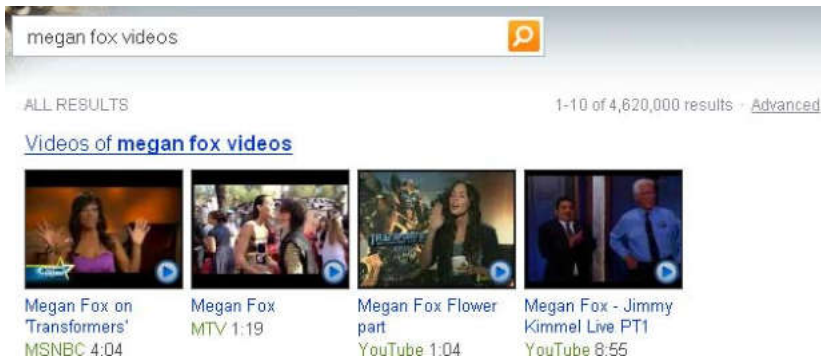 megan fox videos
ALL RESULTS
1-10 of 4,620,000 results · Advanced
Videos of megan fox videos
Megan Fox on 'Transformers'
MSNBC 4:04
Megan Fox
MTV 1:19
Megan Fox Flower part
YouTube 1:04
Megan Fox - Jimmy Kimmel Live PT1
YouTube 8:55